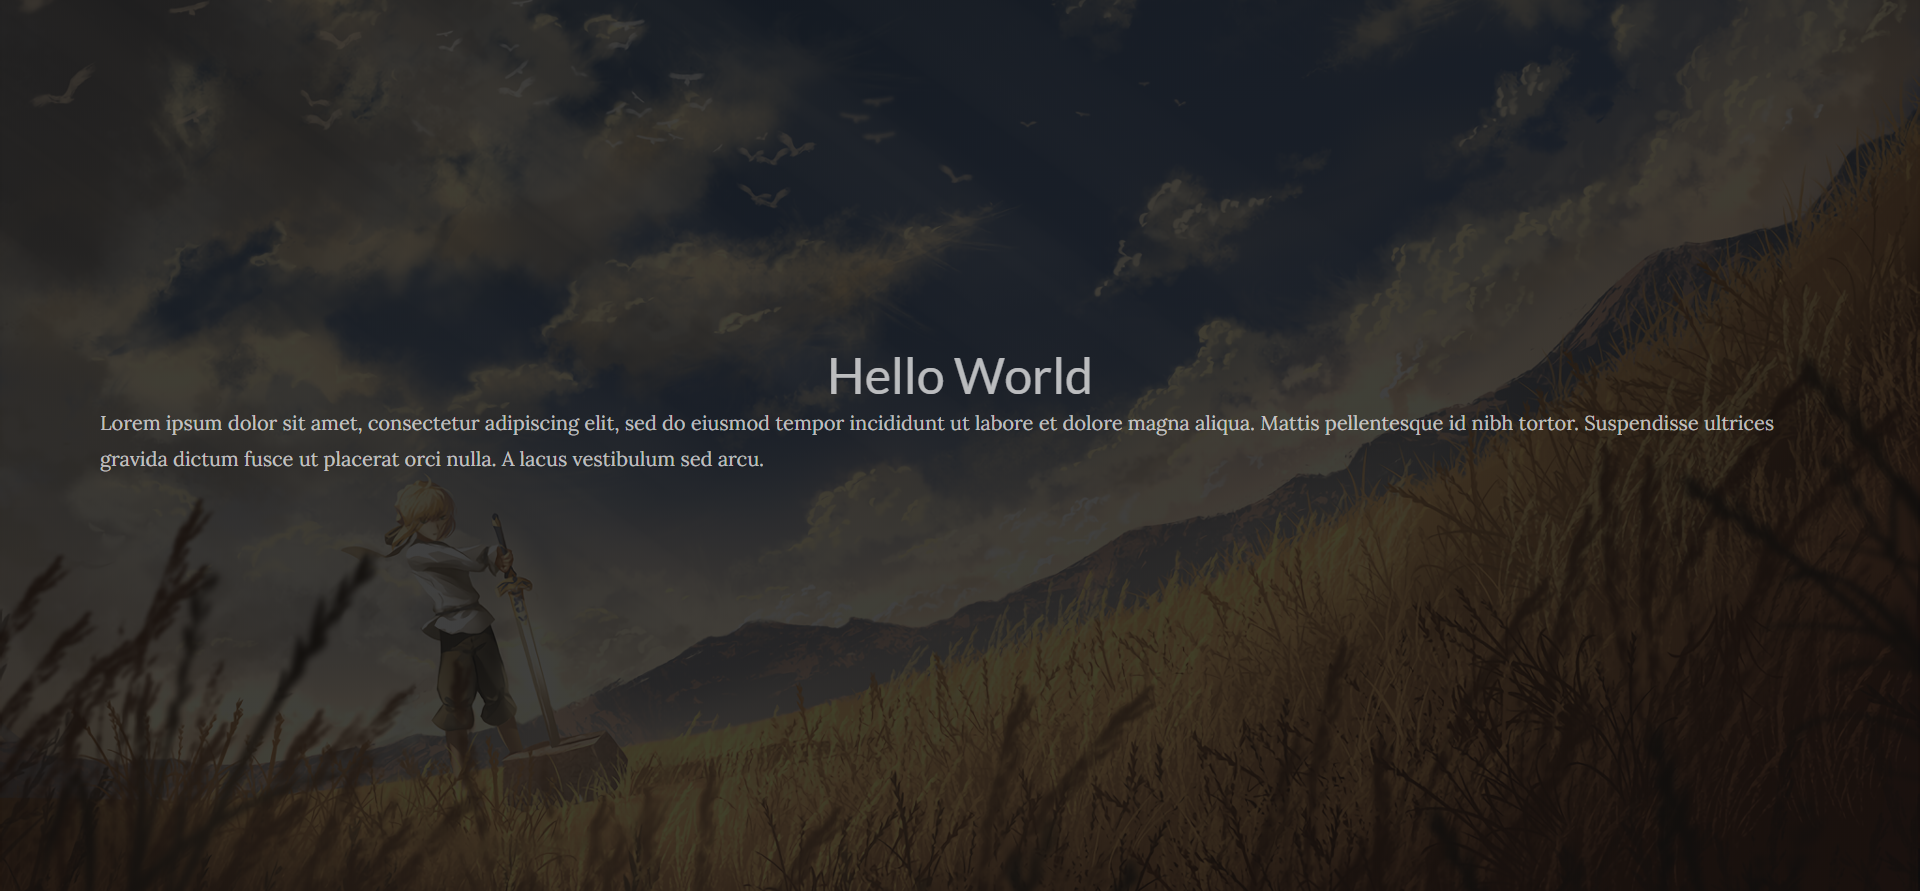 Hello World
Lorem ipsum dolor sit amet, consectetur adipiscing elit, sed do eiusmod tempor incididunt ut labore et dolore magna aliqua. Mattis pellentesque id nibh tortor. Suspendisse ultrices
gravida dictum fusce ut placerat orci nulla. A lacus vestibulum sed arcu.